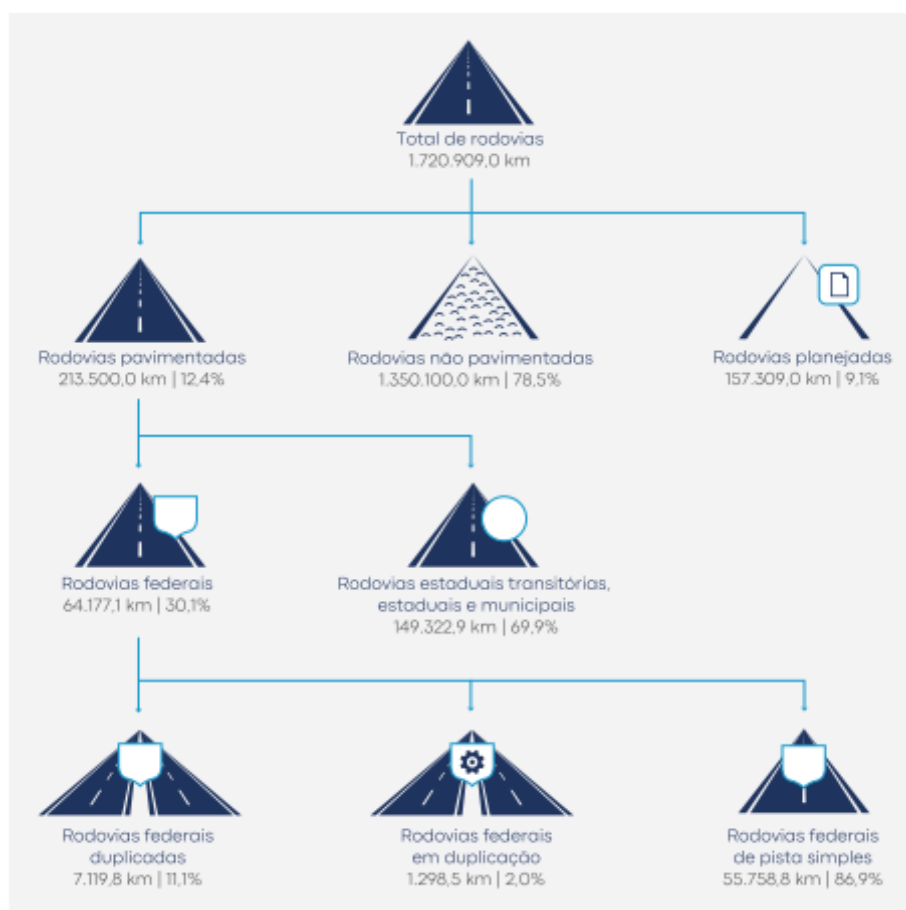 Total de rodovias
1.720.909,0 km
Rodovias pavimentadas
213.500,0 km | 12,4%
Rodovias não pavimentadas
1.350.100,0 km | 78,5%
Rodovias planejadas
157.309,0 km | 9,1%
Rodovias federais
64.177,1 km | 30,1%
Rodovias estaduais transitórias,
estaduais e municipais
149.322,9 km | 69,9%
Rodovias federais
duplicadas
7.119,8 km | 11,1%
Rodovias federais
em duplicação
1.298,5 km | 2,0%
Rodovias federais
de pista simples
55.758,8 km | 86,9%